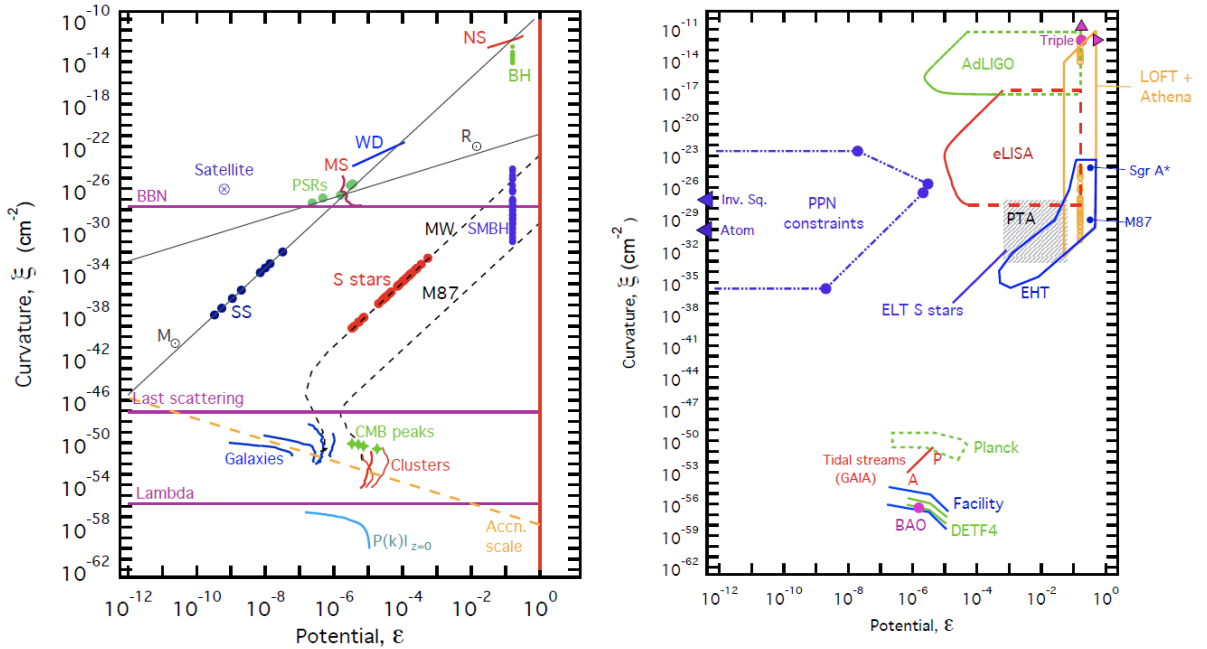 Curvature, ξ (cm⁻²)
10⁻¹⁰
10⁻¹⁴
10⁻¹⁸
10⁻²²
10⁻²⁶
10⁻³⁰
10⁻³⁴
10⁻³⁸
10⁻⁴²
10⁻⁴⁶
10⁻⁵⁰
10⁻⁵⁴
10⁻⁵⁸
10⁻⁶²
NS
BH
R☉
WD
MS
Satellite
PSRs
BBN
MW
SMBH
S stars
M87
SS
M☉
Last scattering
CMB peaks
Galaxies
Clusters
Lambda
Accn.
scale
P(k)|z=0
10⁻¹² 10⁻¹⁰ 10⁻⁸ 10⁻⁶ 10⁻⁴ 10⁻² 10⁰
Potential, ε
Curvature, ξ (cm⁻²)
10⁻¹¹
10⁻¹⁴
10⁻¹⁷
10⁻²⁰
10⁻²³
10⁻²⁶
10⁻²⁹
10⁻³²
10⁻³⁵
10⁻³⁸
10⁻⁴¹
10⁻⁴⁴
10⁻⁴⁷
10⁻⁵⁰
10⁻⁵³
10⁻⁵⁶
10⁻⁵⁹
10⁻⁶²
Triple
AdLIGO
LOFT +
Athena
eLISA
Sgr A*
Inv. Sq.
PPN
constraints
PTA
M87
Atom
EHT
ELT S stars
Planck
Tidal streams
(GAIA)
P
A
Facility
BAO
DETF4
10⁻¹² 10⁻¹⁰ 10⁻⁸ 10⁻⁶ 10⁻⁴ 10⁻² 10⁰
Potential, ε